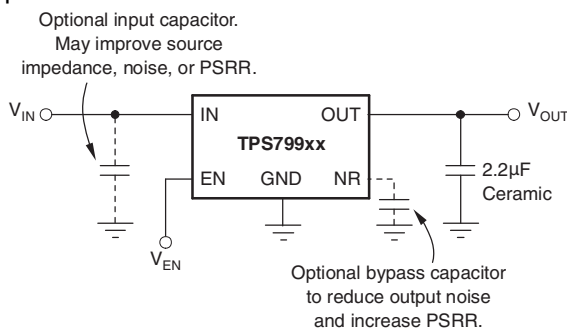 Optional input capacitor.
May improve source
impedance, noise, or PSRR.
V_IN
IN
OUT
V_OUT
TPS799xx
2.2µF
Ceramic
EN
GND
NR
V_EN
Optional bypass capacitor
to reduce output noise
and increase PSRR.